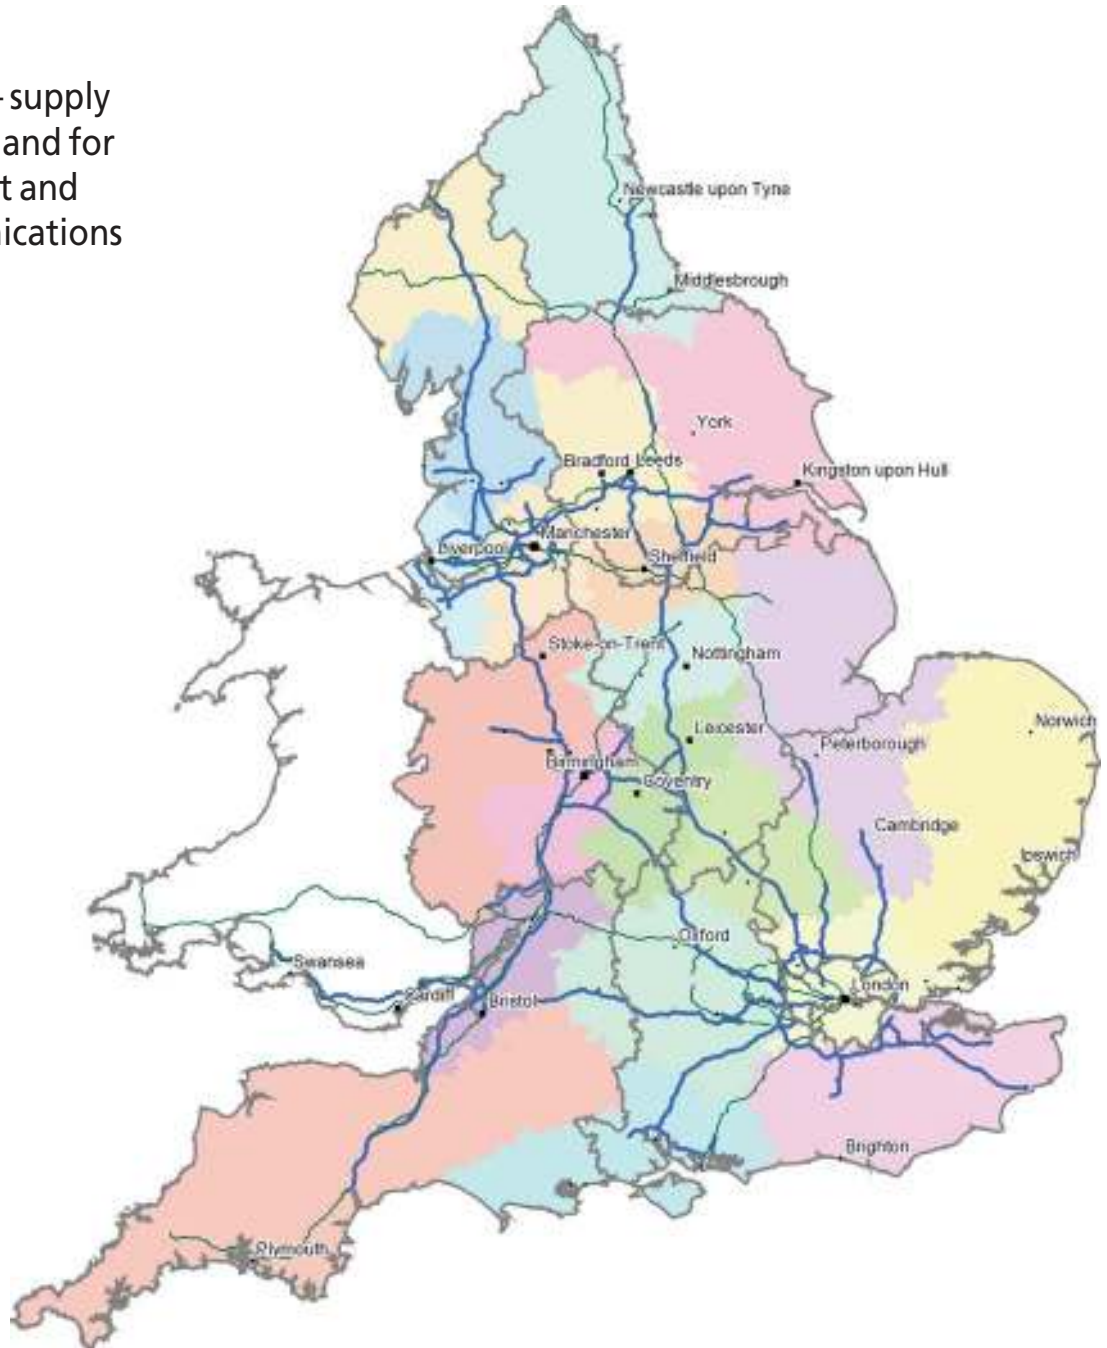 - supply
and for
t and
nications
Newcastle upon Tyne
Middlesbrough
York
Bradford Leeds
Kingston upon Hull
Manchester
Liverpool
Sheffield
Stoke-on-Trent
Nottingham
Norwich
Leicester
Peterborough
Birmingham
Coventry
Cambridge
Ipswich
Oxford
Swansea
London
Cardiff
Bristol
Brighton
Plymouth